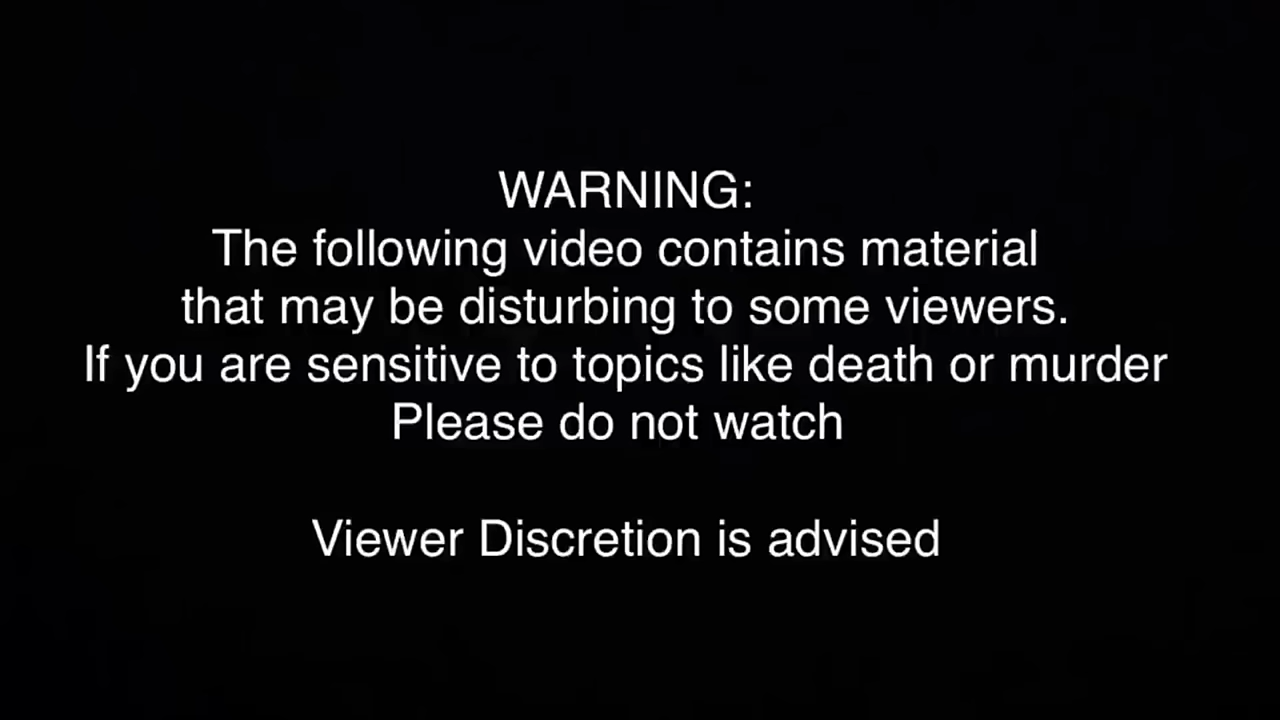 WARNING:
The following video contains material
that may be disturbing to some viewers.
If you are sensitive to topics like death or murder
Please do not watch
Viewer Discretion is advised